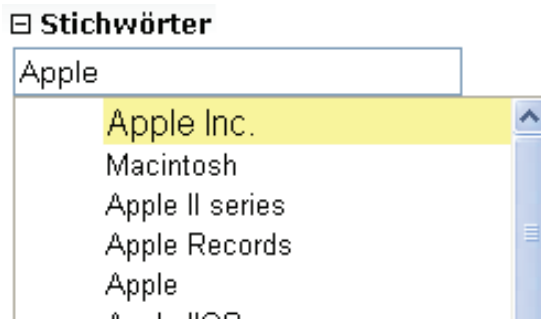 Stichwörter
Apple
Apple Inc.
Macintosh
Apple II series
Apple Records
Apple